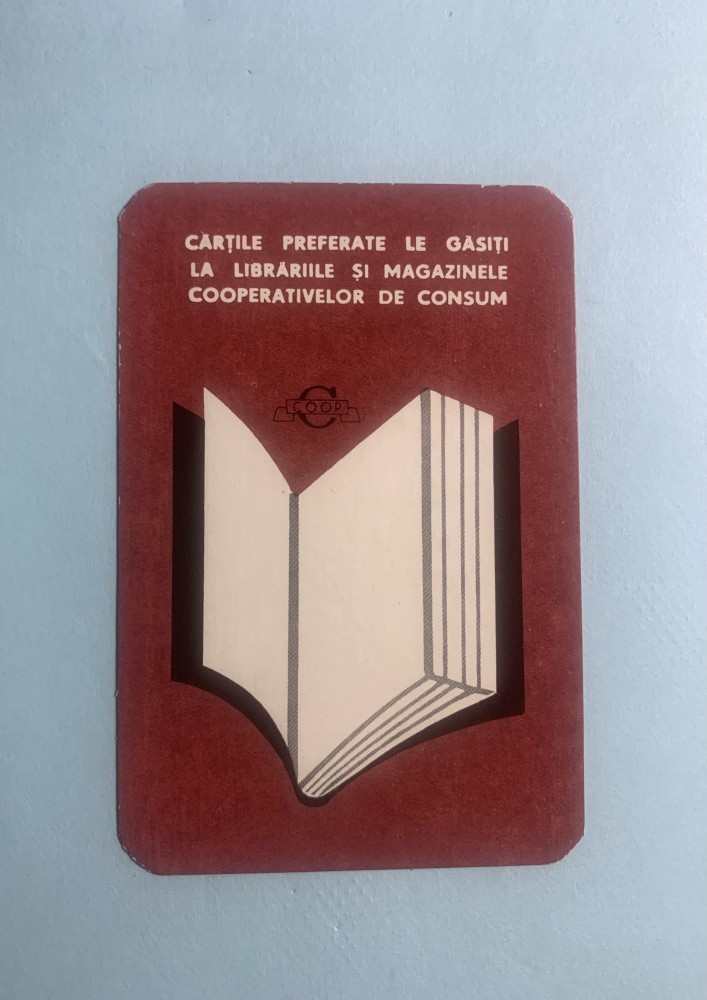 CĂRȚILE PREFERATE LE GĂSIȚI
LA LIBRĂRIILE ȘI MAGAZINELE
COOPERATIVELOR DE CONSUM
C
COOP